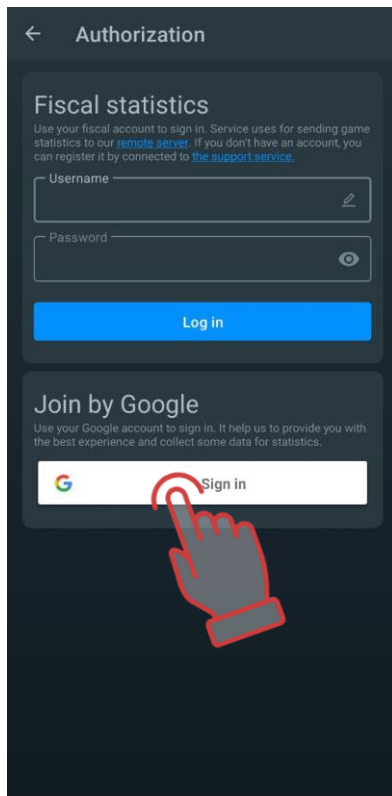 Authorization
Fiscal statistics
Use your fiscal account to sign in. Service uses for sending game
statistics to our remote server. If you don't have an account, you
can register it by connected to the support service.
Username
Password
Log in
Join by Google
Use your Google account to sign in. It help us to provide you with
the best experience and collect some data for statistics.
G Sign in